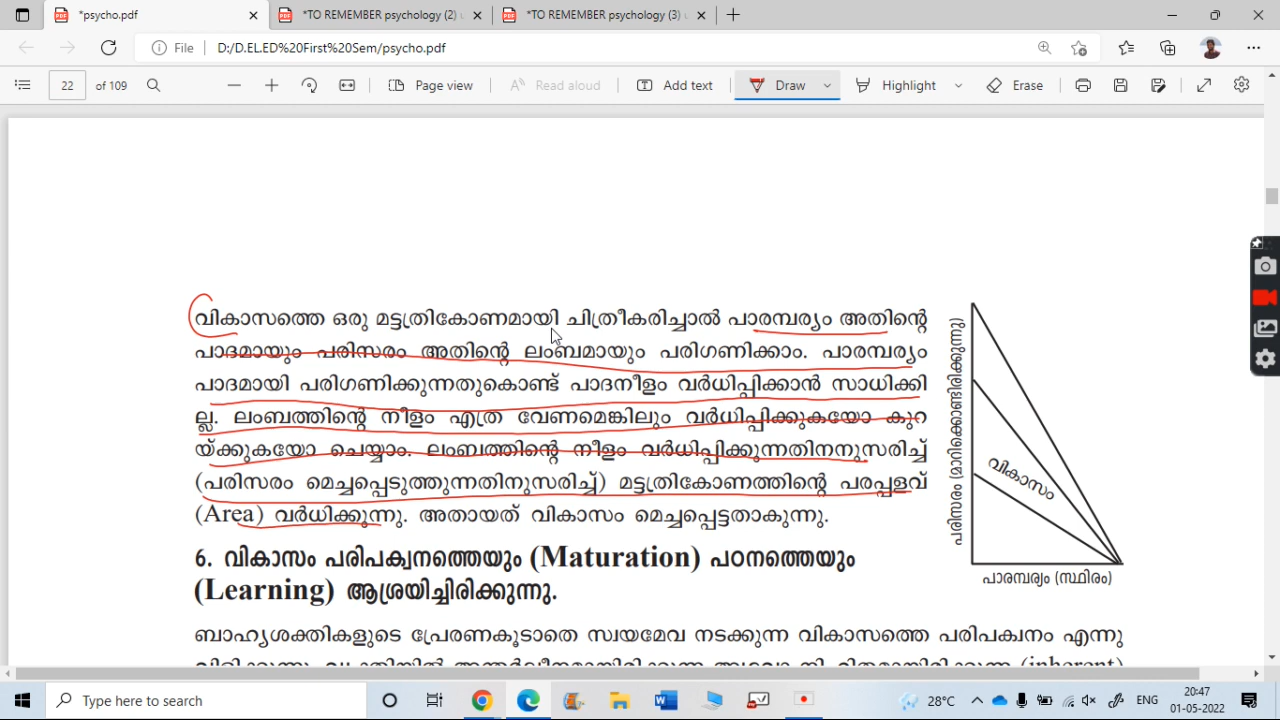 *psycho.pdf
*TO REMEMBER psychology (2) u
*TO REMEMBER psychology (3) u
File D:/D.EL.ED%20First%20Sem/psycho.pdf
22 of 109 Page view Read aloud Add text Draw Highlight Erase
വികാസത്തെ ഒരു മട്ടത്രികോണമായി ചിത്രീകരിച്ചാൽ പാരമ്പര്യം അതിന്റെ
പാദമായും പരിസരം അതിന്റെ ലംബമായും പരിഗണിക്കാം. പാരമ്പര്യം
പാദമായി പരിഗണിക്കുന്നതുകൊണ്ട് പാദനീളം വർധിപ്പിക്കാൻ സാധിക്കി
ല്ല. ലംബത്തിന്റെ നീളം എത്ര വേണമെങ്കിലും വർധിപ്പിക്കുകയോ കുറ
യ്ക്കുകയോ ചെയ്യാം. ലംബത്തിന്റെ നീളം വർധിപ്പിക്കുന്നതിനനുസരിച്ച്
(പരിസരം മെച്ചപ്പെടുത്തുന്നതിനുസരിച്ച്) മട്ടത്രികോണത്തിന്റെ പരപ്പളവ്
(Area) വർധിക്കുന്നു. അതായത് വികാസം മെച്ചപ്പെട്ടതാകുന്നു.
പരിസരം (മാറിക്കൊണ്ടിരിക്കുന്നു)
വികാസം
പാരമ്പര്യം (സ്ഥിരം)
6. വികാസം പരിപക്വനത്തെയും (Maturation) പഠനത്തെയും
(Learning) ആശ്രയിച്ചിരിക്കുന്നു.
ബാഹ്യശക്തികളുടെ പ്രേരണകൂടാതെ സ്വയമേവ നടക്കുന്ന വികാസത്തെ പരിപക്വനം എന്നു
(inherent)
Type here to search
28°C ENG 20:47
01-05-2022